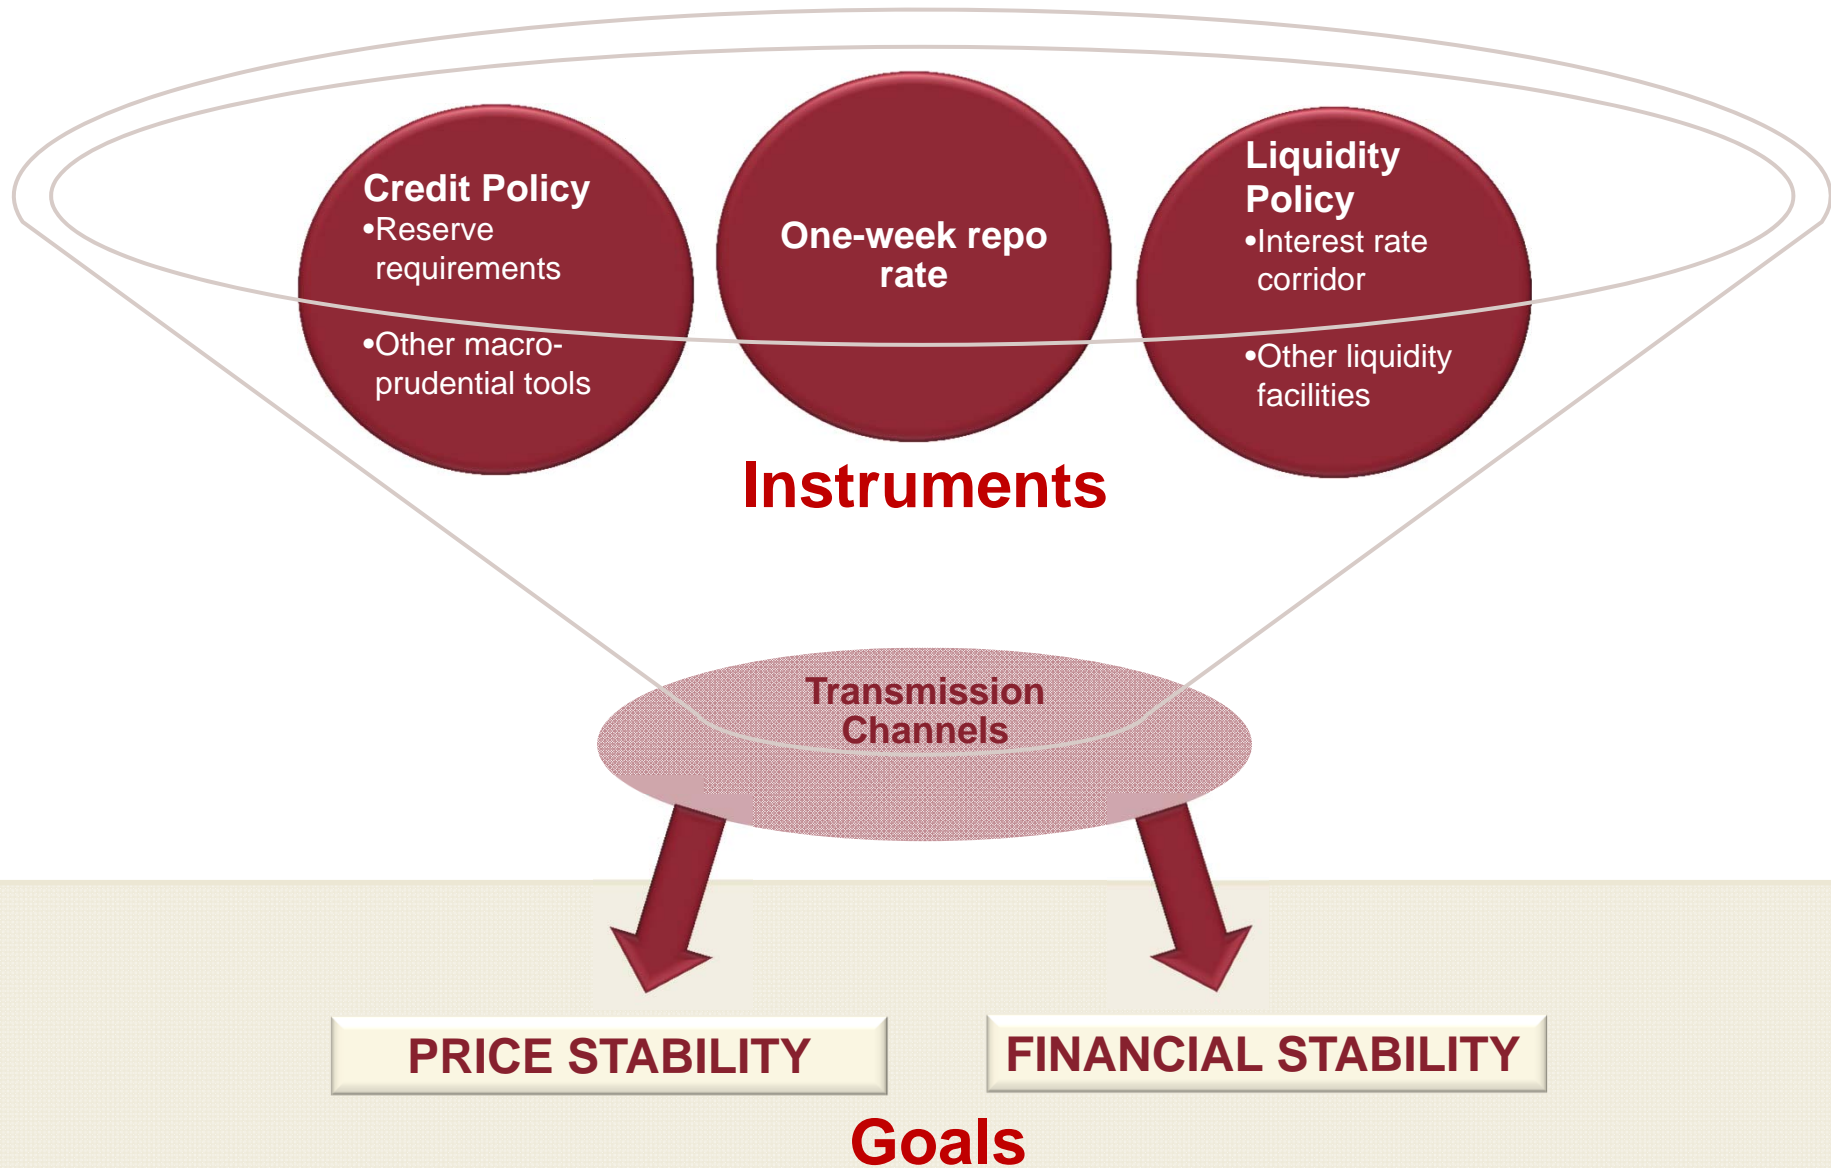 Credit Policy
•Reserve
requirements
•Other macro-
prudential tools
One-week repo
rate
Liquidity
Policy
•Interest rate
corridor
•Other liquidity
facilities
Instruments
Transmission
Channels
PRICE STABILITY
FINANCIAL STABILITY
Goals